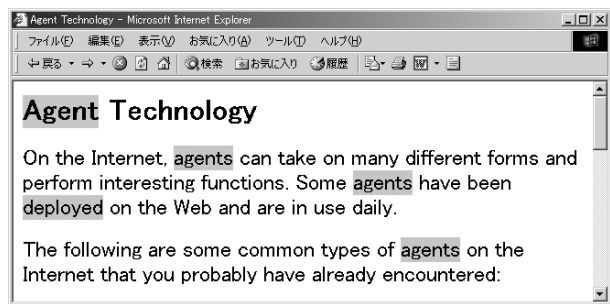 Agent Technology - Microsoft Internet Explorer
ファイル(F) 編集(E) 表示(V) お気に入り(A) ツール(T) ヘルプ(H)
戻る 検索 お気に入り 履歴
Agent Technology
On the Internet, agents can take on many different forms and
perform interesting functions. Some agents have been
deployed on the Web and are in use daily.
The following are some common types of agents on the
Internet that you probably have already encountered: